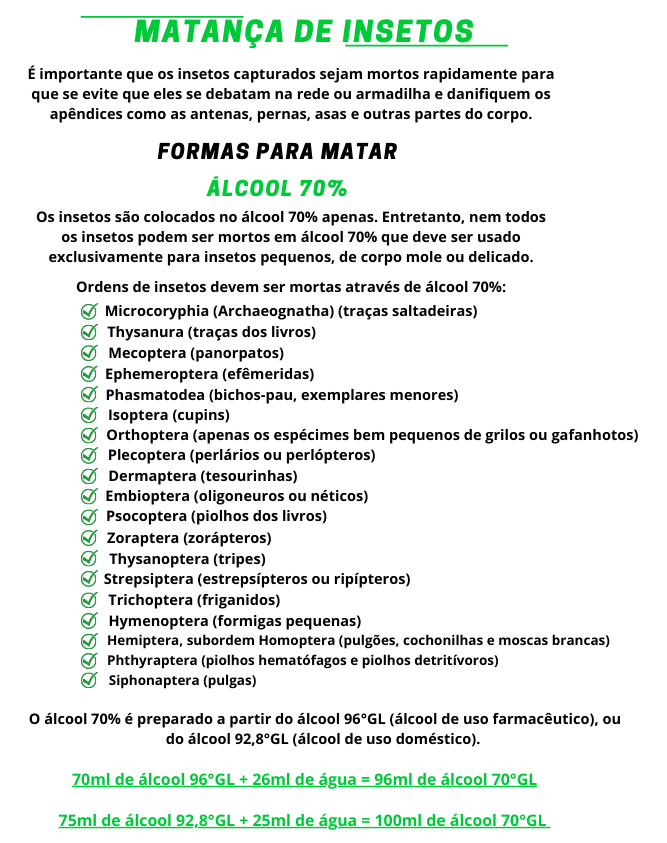 MATANÇA DE INSETOS
É importante que os insetos capturados sejam mortos rapidamente para
que se evite que eles se debatam na rede ou armadilha e danifiquem os
apêndices como as antenas, pernas, asas e outras partes do corpo.
FORMAS PARA MATAR
ÁLCOOL 70%
Os insetos são colocados no álcool 70% apenas. Entretanto, nem todos
os insetos podem ser mortos em álcool 70% que deve ser usado
exclusivamente para insetos pequenos, de corpo mole ou delicado.
Ordens de insetos devem ser mortas através de álcool 70%:
Microcoryphia (Archaeognatha) (traças saltadeiras)
Thysanura (traças dos livros)
Mecoptera (panorpatos)
Ephemeroptera (efêmeridas)
Phasmatodea (bichos-pau, exemplares menores)
Isoptera (cupins)
Orthoptera (apenas os espécimes bem pequenos de grilos ou gafanhotos)
Plecoptera (perlários ou perlópteros)
Dermaptera (tesourinhas)
Embioptera (oligoneuros ou néticos)
Psocoptera (piolhos dos livros)
Zoraptera (zorápteros)
Thysanoptera (tripes)
Strepsiptera (estrepsípteros ou ripípteros)
Trichoptera (friganidos)
Hymenoptera (formigas pequenas)
Hemiptera, subordem Homoptera (pulgões, cochonilhas e moscas brancas)
Phthyraptera (piolhos hematófagos e piolhos detritívoros)
Siphonaptera (pulgas)
O álcool 70% é preparado a partir do álcool 96°GL (álcool de uso farmacêutico), ou
do álcool 92,8°GL (álcool de uso doméstico).
70ml de álcool 96°GL + 26ml de água = 96ml de álcool 70°GL
75ml de álcool 92,8°GL + 25ml de água = 100ml de álcool 70°GL